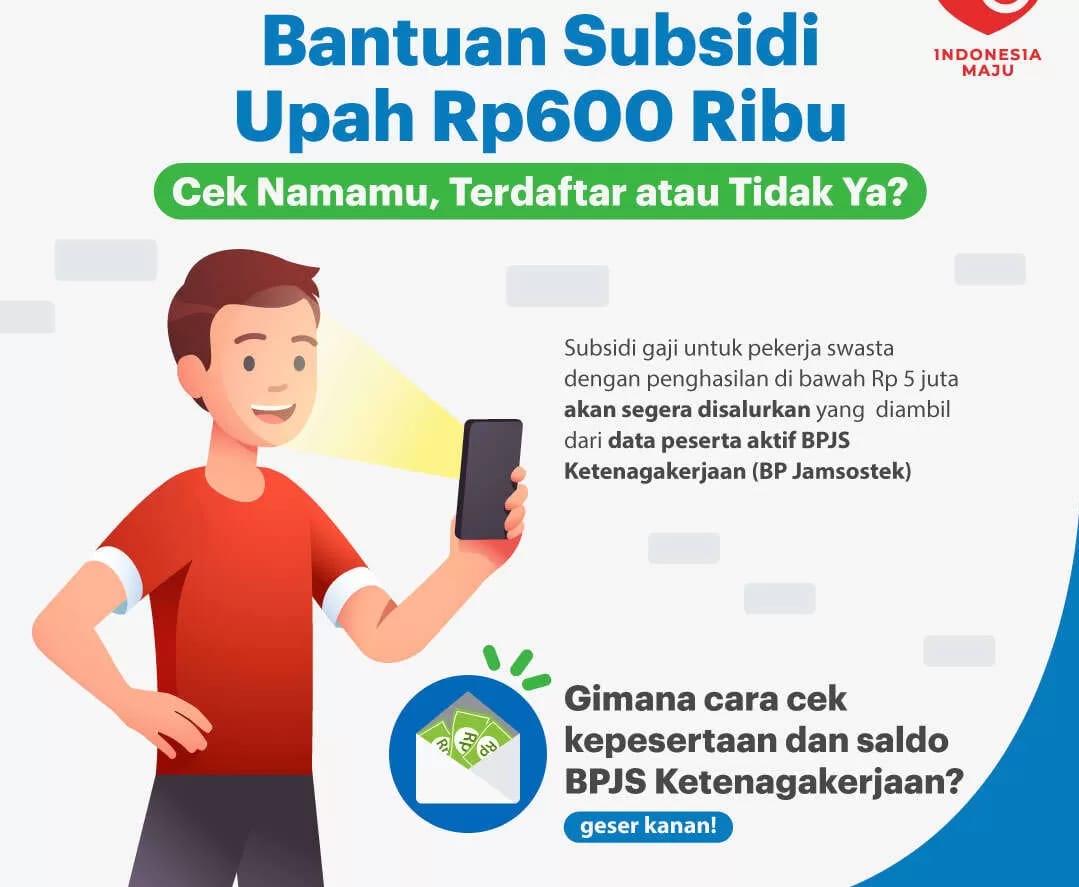 Bantuan Subsidi
Upah Rp600 Ribu
INDONESIA
MAJU
Cek Namamu, Terdaftar atau Tidak Ya?
Subsidi gaji untuk pekerja swasta
dengan penghasilan di bawah Rp 5 juta
akan segera disalurkan yang diambil
dari data peserta aktif BPJS
Ketenagakerjaan (BP Jamsostek)
Rp
Rp
Rp
Gimana cara cek
kepesertaan dan saldo
BPJS Ketenagakerjaan?
geser kanan!